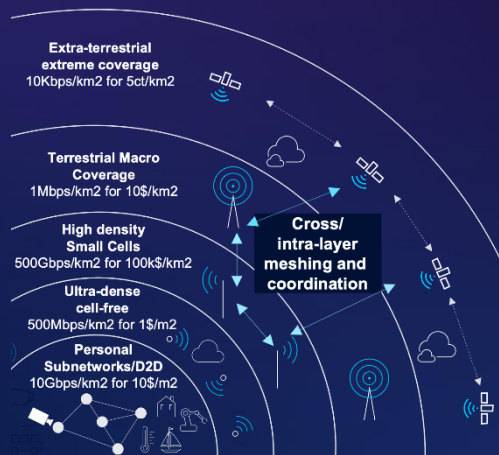 Extra-terrestrial
extreme coverage
10Kbps/km2 for 5ct/km2
Terrestrial Macro
Coverage
1Mbps/km2 for 10$/km2
High density
Small Cells
500Gbps/km2 for 100k$/km2
Ultra-dense
cell-free
500Mbps/km2 for 1$/m2
Personal
Subnetworks/D2D
10Gbps/km2 for 10$/m2
Cross/
intra-layer
meshing and
coordination